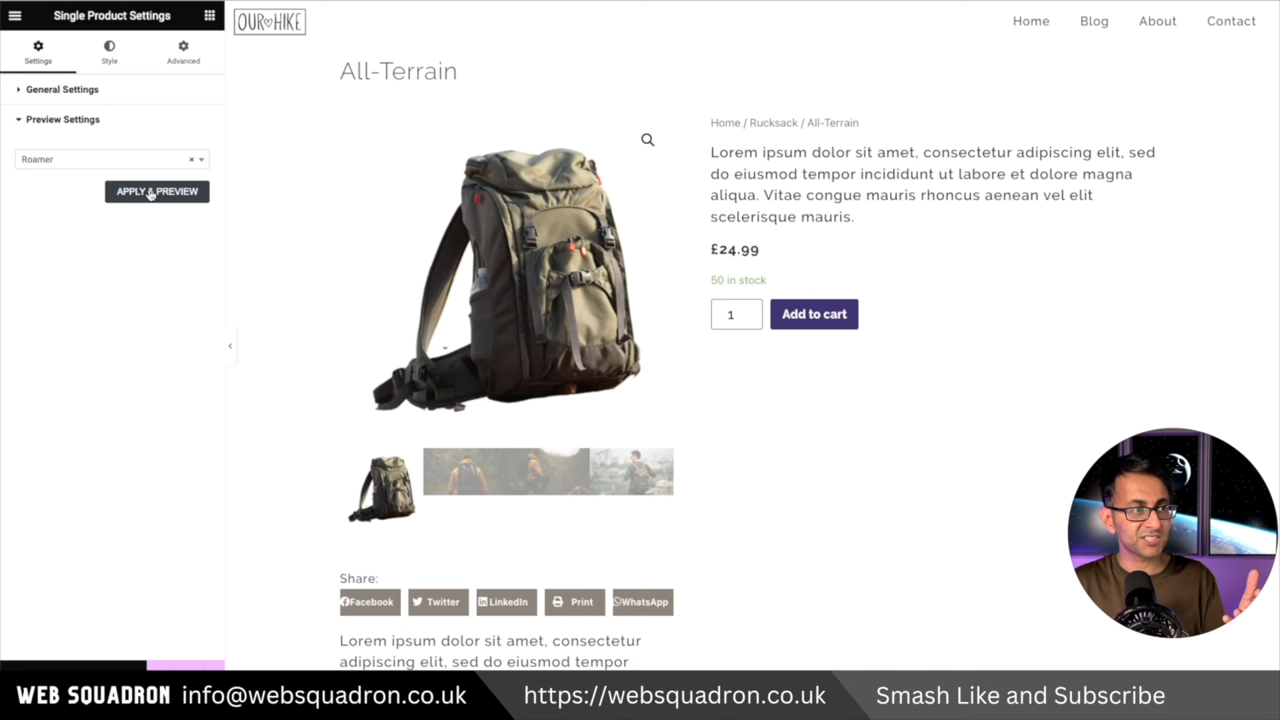 Single Product Settings
OUR HIKE
Home
Blog
About
Contact
Settings
Style
Advanced
General Settings
Preview Settings
Roamer
APPLY & PREVIEW
All-Terrain
Home / Rucksack / All-Terrain
Lorem ipsum dolor sit amet, consectetur adipiscing elit, sed
do eiusmod tempor incididunt ut labore et dolore magna
aliqua. Vitae congue mauris rhoncus aenean vel elit
scelerisque mauris.
£24.99
50 in stock
1
Add to cart
Share:
Facebook
Twitter
LinkedIn
Print
WhatsApp
Lorem ipsum dolor sit amet, consectetur
adipiscing elit, sed do eiusmod tempor
WEB SQUADRON info@websquadron.co.uk
https://websquadron.co.uk
Smash Like and Subscribe